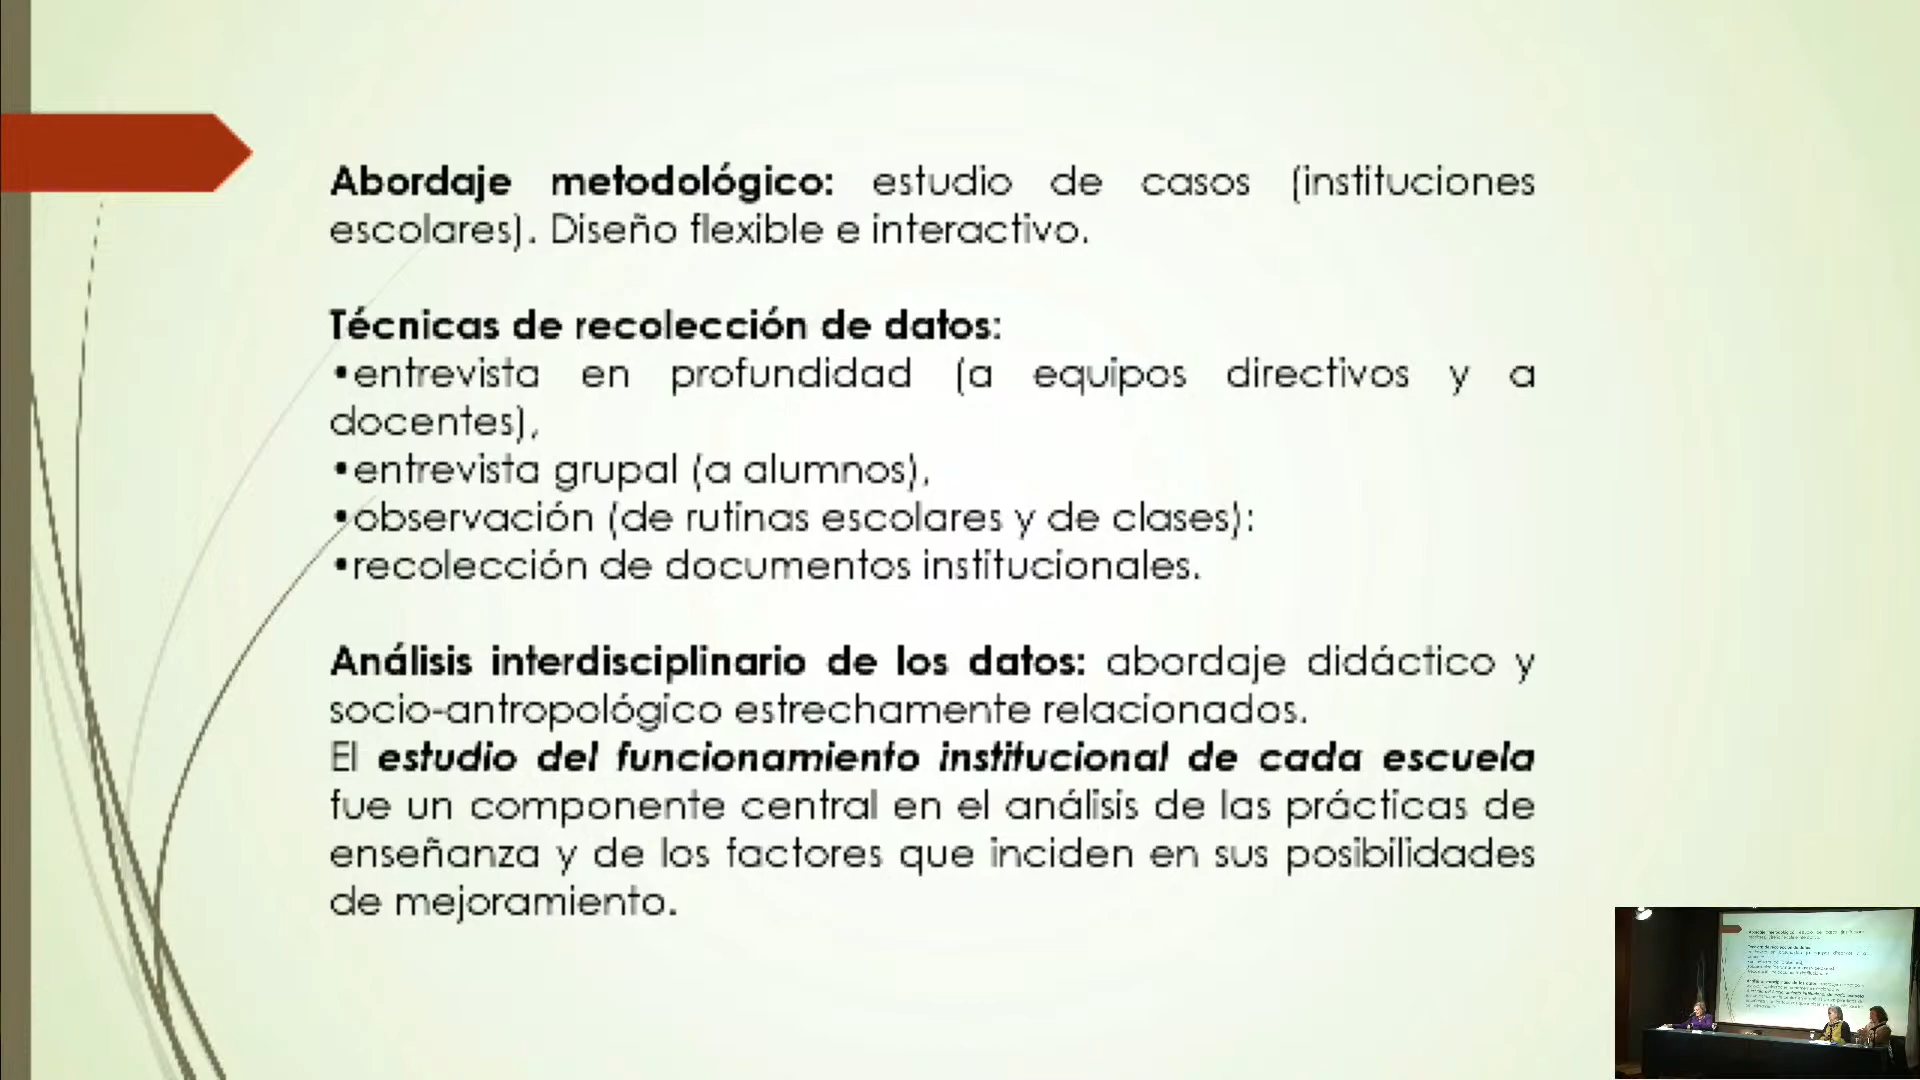 Abordaje metodológico: estudio de casos (instituciones
escolares). Diseño flexible e interactivo.
Técnicas de recolección de datos:
•entrevista en profundidad (a equipos directivos y a
docentes),
•entrevista grupal (a alumnos),
•observación (de rutinas escolares y de clases):
•recolección de documentos institucionales.
Análisis interdisciplinario de los datos: abordaje didáctico y
socio-antropológico estrechamente relacionados.
El estudio del funcionamiento institucional de cada escuela
fue un componente central en el análisis de las prácticas de
enseñanza y de los factores que inciden en sus posibilidades
de mejoramiento.